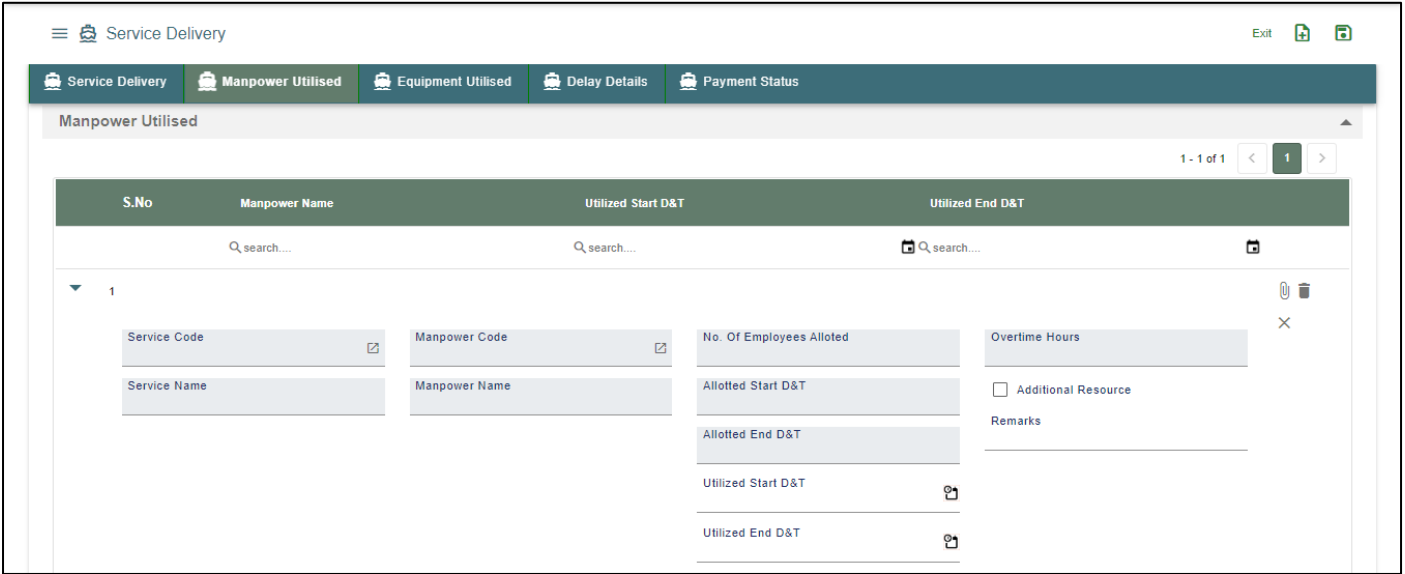 Service Delivery
Exit
Service Delivery Manpower Utilised Equipment Utilised Delay Details Payment Status
Manpower Utilised
1 - 1 of 1 < 1 >
S.No Manpower Name Utilized Start D&T Utilized End D&T
search.... search.... search....
1
Service Code Manpower Code No. Of Employees Alloted Overtime Hours
Service Name Manpower Name Allotted Start D&T Additional Resource
Remarks
Allotted End D&T
Utilized Start D&T
Utilized End D&T